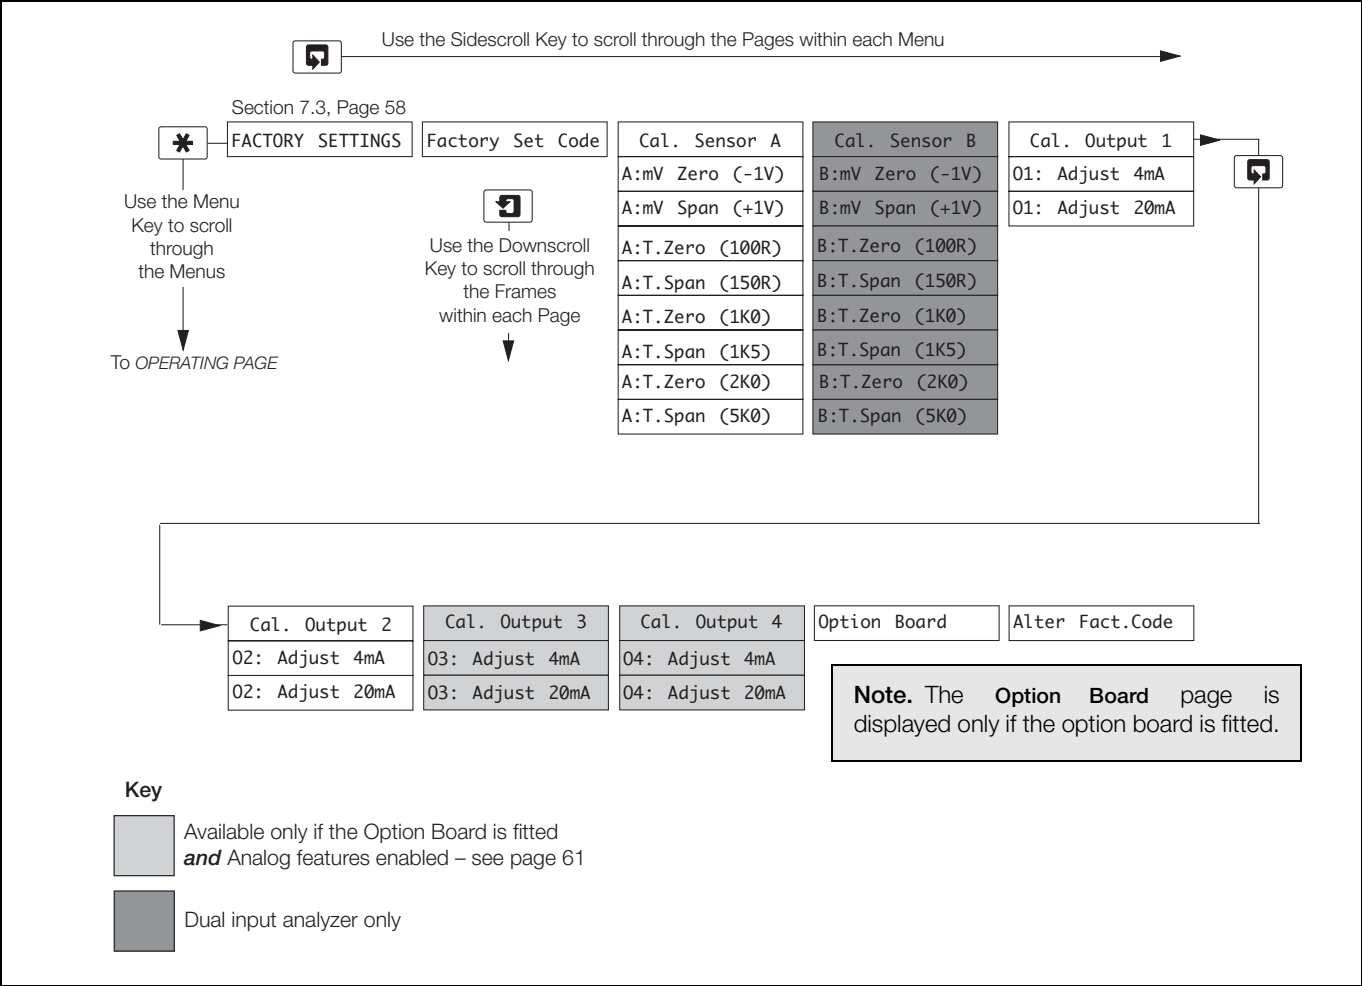 Use the Sidescroll Key to scroll through the Pages within each Menu
Section 7.3, Page 58
FACTORY SETTINGS
Use the Menu
Key to scroll
through
the Menus
To OPERATING PAGE
Factory Set Code
Use the Downscroll
Key to scroll through
the Frames
within each Page
Cal. Sensor A
A:mV Zero (-1V)
A:mV Span (+1V)
A:T.Zero (100R)
A:T.Span (150R)
A:T.Zero (1K0)
A:T.Span (1K5)
A:T.Zero (2K0)
A:T.Span (5K0)
Cal. Sensor B
B:mV Zero (-1V)
B:mV Span (+1V)
B:T.Zero (100R)
B:T.Span (150R)
B:T.Zero (1K0)
B:T.Span (1K5)
B:T.Zero (2K0)
B:T.Span (5K0)
Cal. Output 1
O1: Adjust 4mA
O1: Adjust 20mA
Cal. Output 2
O2: Adjust 4mA
O2: Adjust 20mA
Cal. Output 3
O3: Adjust 4mA
O3: Adjust 20mA
Cal. Output 4
O4: Adjust 4mA
O4: Adjust 20mA
Option Board
Alter Fact.Code
Note. The Option Board page is
displayed only if the option board is fitted.
Key
Available only if the Option Board is fitted
and Analog features enabled – see page 61
Dual input analyzer only